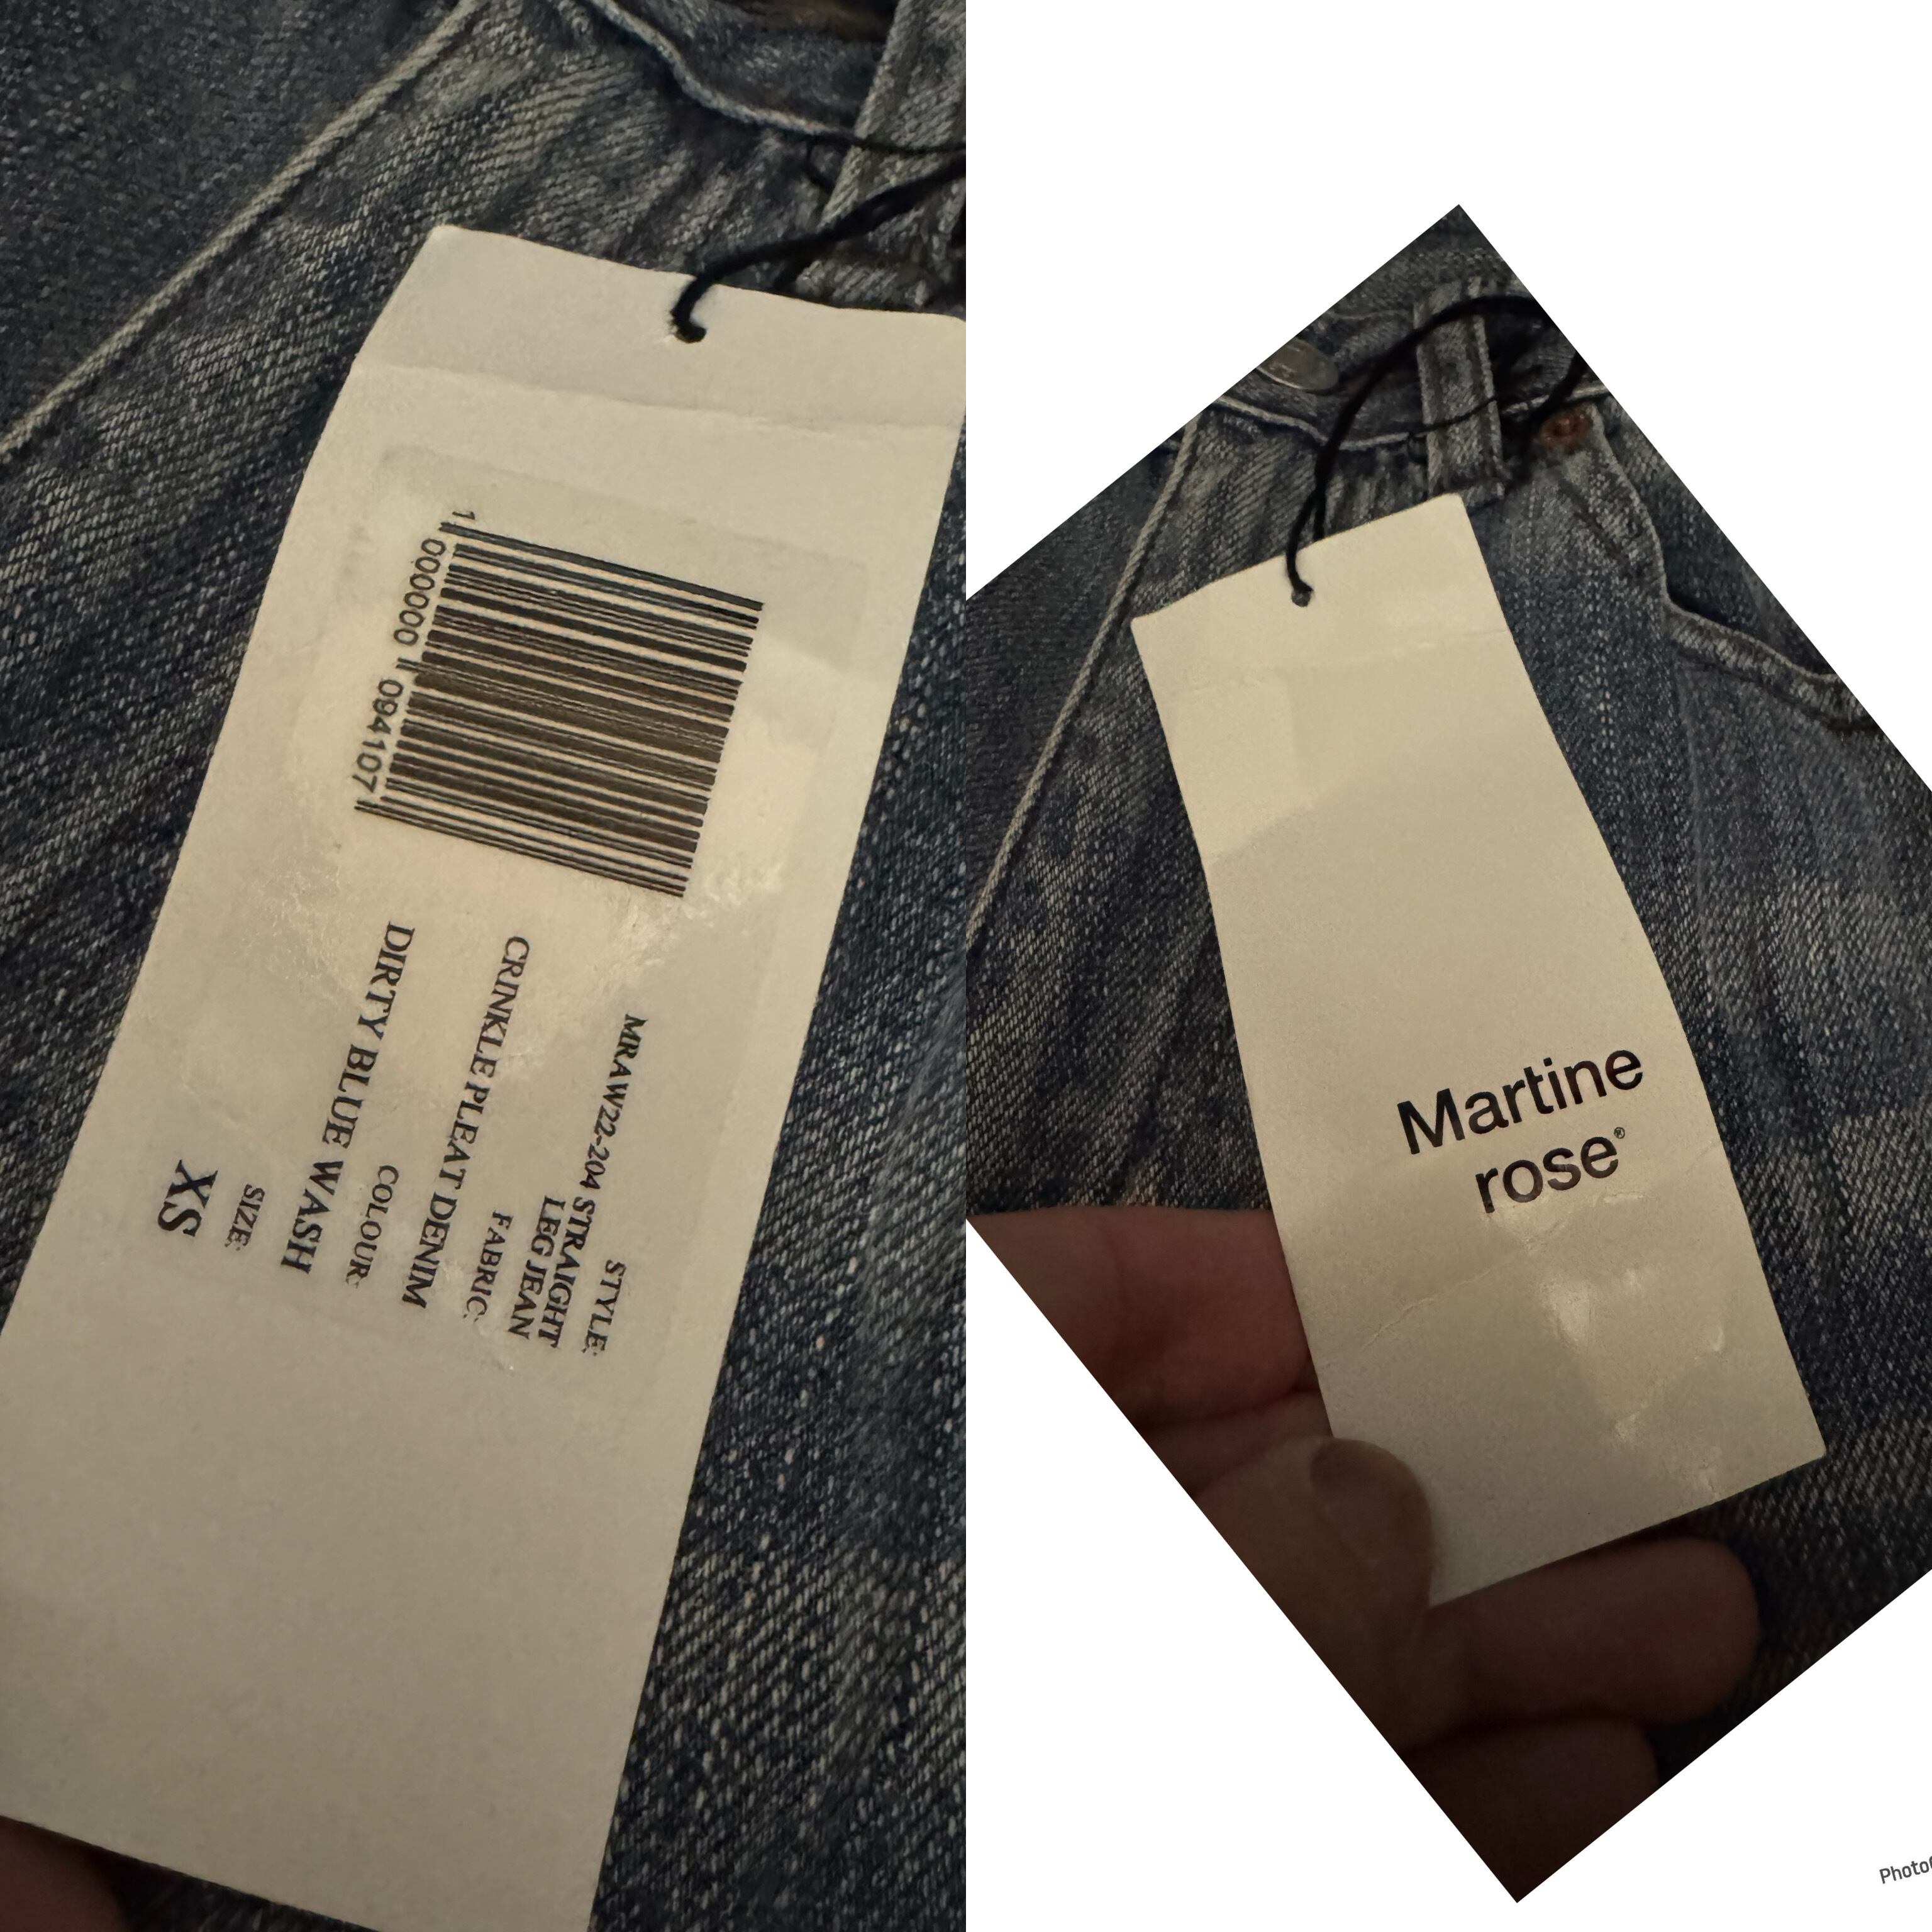 1 000000 094107
STYLE:
MRAW22-204 STRAIGHT
LEG JEAN
FABRIC:
CRINKLE PLEAT DENIM
COLOUR:
DIRTY BLUE WASH
SIZE:
XS
Martine
rose®